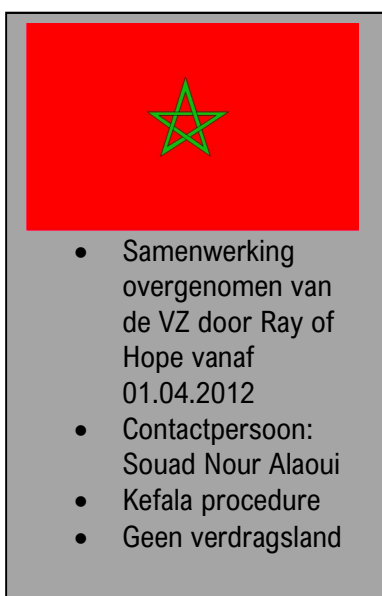 • Samenwerking
overgenomen van
de VZ door Ray of
Hope vanaf
01.04.2012
• Contactpersoon:
Souad Nour Alaoui
• Kefala procedure
• Geen verdragsland